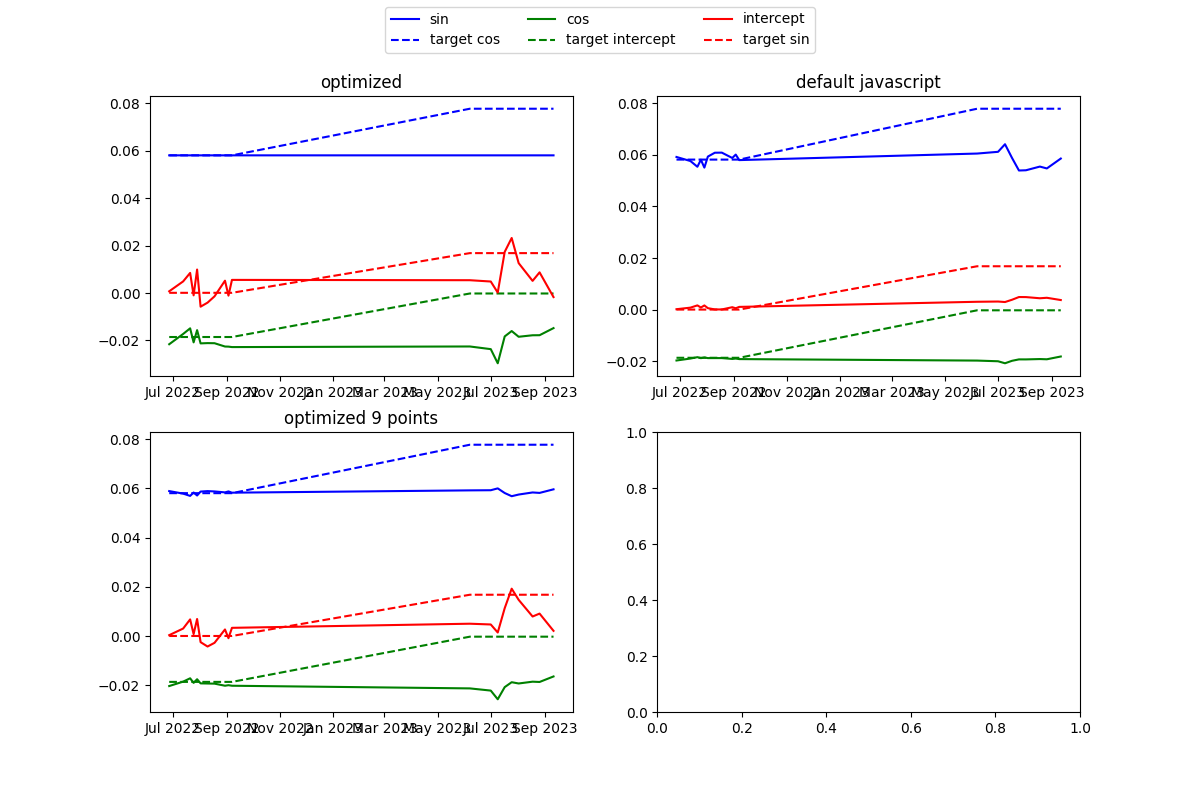 sin cos intercept
target cos target intercept target sin
optimized
0.08
0.06
0.04
0.02
0.00
−0.02
Jul 2022 Sep 2022 Nov 2022 Jan 2023 Mar 2023 May 2023 Jul 2023 Sep 2023
default javascript
0.08
0.06
0.04
0.02
0.00
−0.02
Jul 2022 Sep 2022 Nov 2022 Jan 2023 Mar 2023 May 2023 Jul 2023 Sep 2023
optimized 9 points
0.08
0.06
0.04
0.02
0.00
−0.02
Jul 2022 Sep 2022 Nov 2022 Jan 2023 Mar 2023 May 2023 Jul 2023 Sep 2023
1.0
0.8
0.6
0.4
0.2
0.0
0.0 0.2 0.4 0.6 0.8 1.0